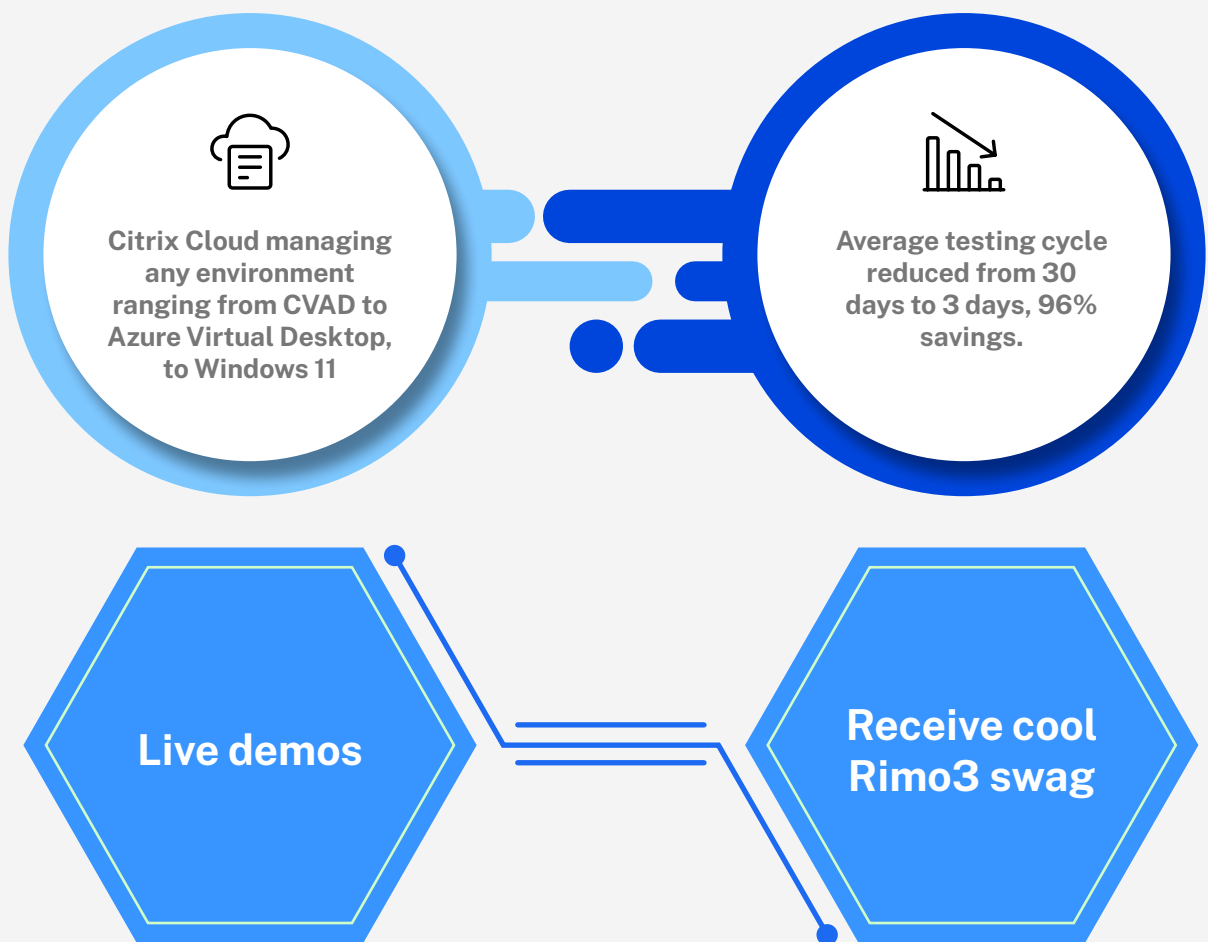 Citrix Cloud managing
any environment
ranging from CVAD to
Azure Virtual Desktop,
to Windows 11
Average testing cycle
reduced from 30
days to 3 days, 96%
savings.
Live demos
Receive cool
Rimo3 swag